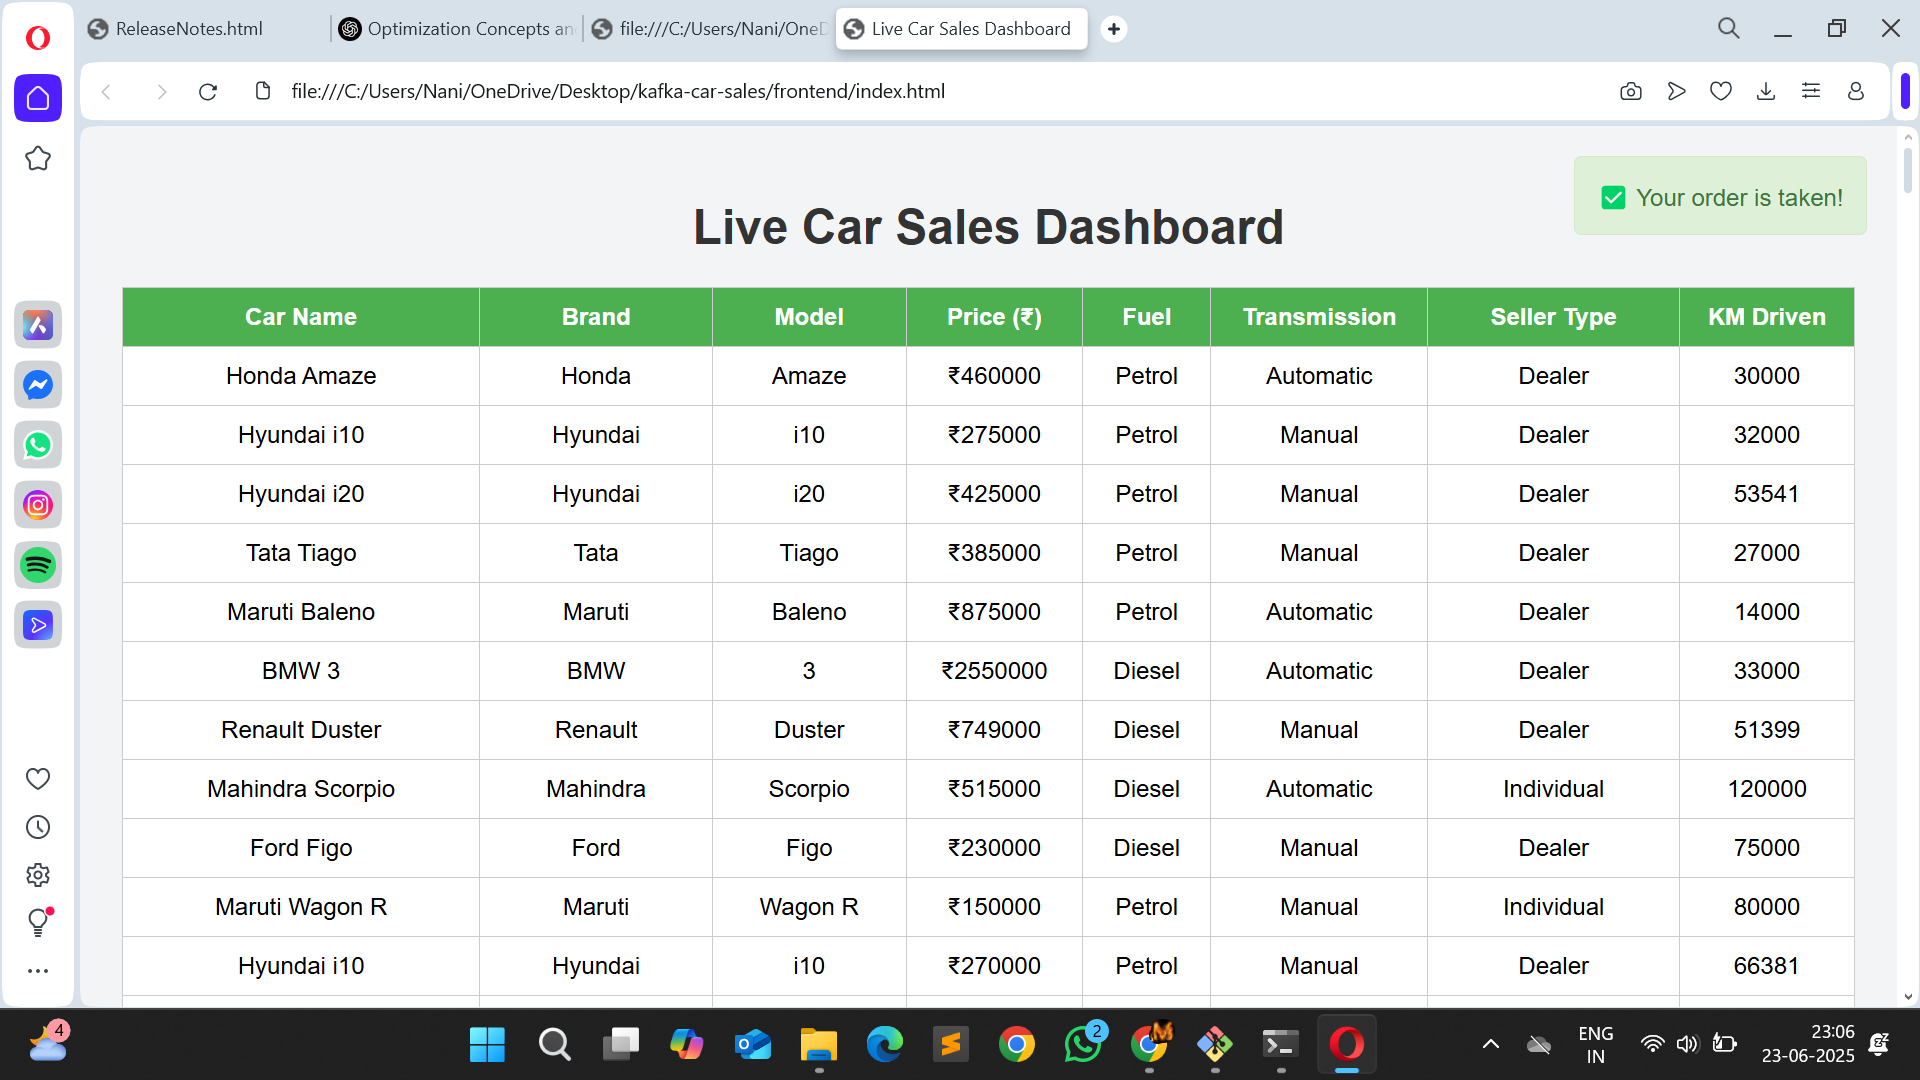 ReleaseNotes.html
Optimization Concepts an
file:///C:/Users/Nani/OneD
Live Car Sales Dashboard
file:///C:/Users/Nani/OneDrive/Desktop/kafka-car-sales/frontend/index.html
✅ Your order is taken!
Live Car Sales Dashboard
Car Name Brand Model Price (₹) Fuel Transmission Seller Type KM Driven
Honda Amaze Honda Amaze ₹460000 Petrol Automatic Dealer 30000
Hyundai i10 Hyundai i10 ₹275000 Petrol Manual Dealer 32000
Hyundai i20 Hyundai i20 ₹425000 Petrol Manual Dealer 53541
Tata Tiago Tata Tiago ₹385000 Petrol Manual Dealer 27000
Maruti Baleno Maruti Baleno ₹875000 Petrol Automatic Dealer 14000
BMW 3 BMW 3 ₹2550000 Diesel Automatic Dealer 33000
Renault Duster Renault Duster ₹749000 Diesel Manual Dealer 51399
Mahindra Scorpio Mahindra Scorpio ₹515000 Diesel Automatic Individual 120000
Ford Figo Ford Figo ₹230000 Diesel Manual Dealer 75000
Maruti Wagon R Maruti Wagon R ₹150000 Petrol Manual Individual 80000
Hyundai i10 Hyundai i10 ₹270000 Petrol Manual Dealer 66381
4
2
ENG
IN
23:06
23-06-2025